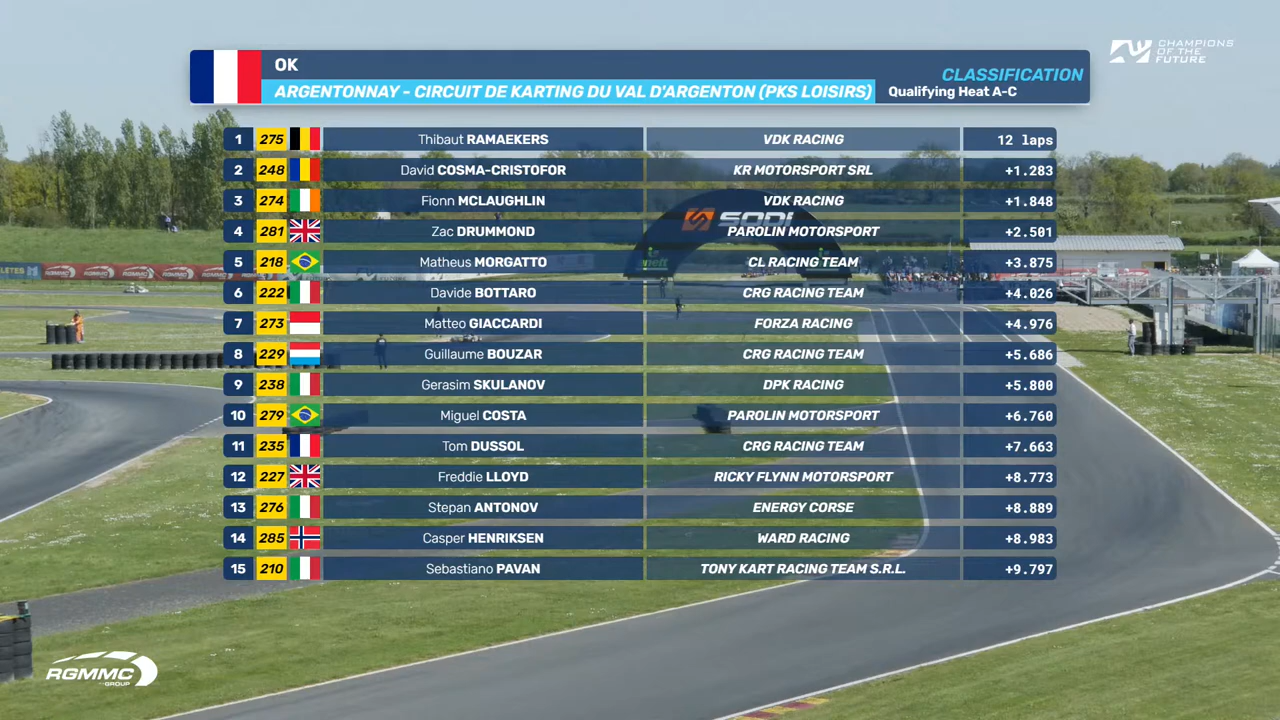 OK
ARGENTONNAY - CIRCUIT DE KARTING DU VAL D'ARGENTON (PKS LOISIRS)
CLASSIFICATION
Qualifying Heat A-C
CHAMPIONS
OF THE
FUTURE
1 275 Thibaut RAMAEKERS VDK RACING 12 laps
2 248 David COSMA-CRISTOFOR KR MOTORSPORT SRL +1.283
3 274 Fionn MCLAUGHLIN VDK RACING +1.848
4 281 Zac DRUMMOND PAROLIN MOTORSPORT +2.501
5 218 Matheus MORGATTO CL RACING TEAM +3.875
6 222 Davide BOTTARO CRG RACING TEAM +4.026
7 273 Matteo GIACCARDI FORZA RACING +4.976
8 229 Guillaume BOUZAR CRG RACING TEAM +5.686
9 238 Gerasim SKULANOV DPK RACING +5.800
10 279 Miguel COSTA PAROLIN MOTORSPORT +6.760
11 235 Tom DUSSOL CRG RACING TEAM +7.663
12 227 Freddie LLOYD RICKY FLYNN MOTORSPORT +8.773
13 276 Stepan ANTONOV ENERGY CORSE +8.889
14 285 Casper HENRIKSEN WARD RACING +8.983
15 210 Sebastiano PAVAN TONY KART RACING TEAM S.R.L. +9.797
SODI
RGMMC
GROUP